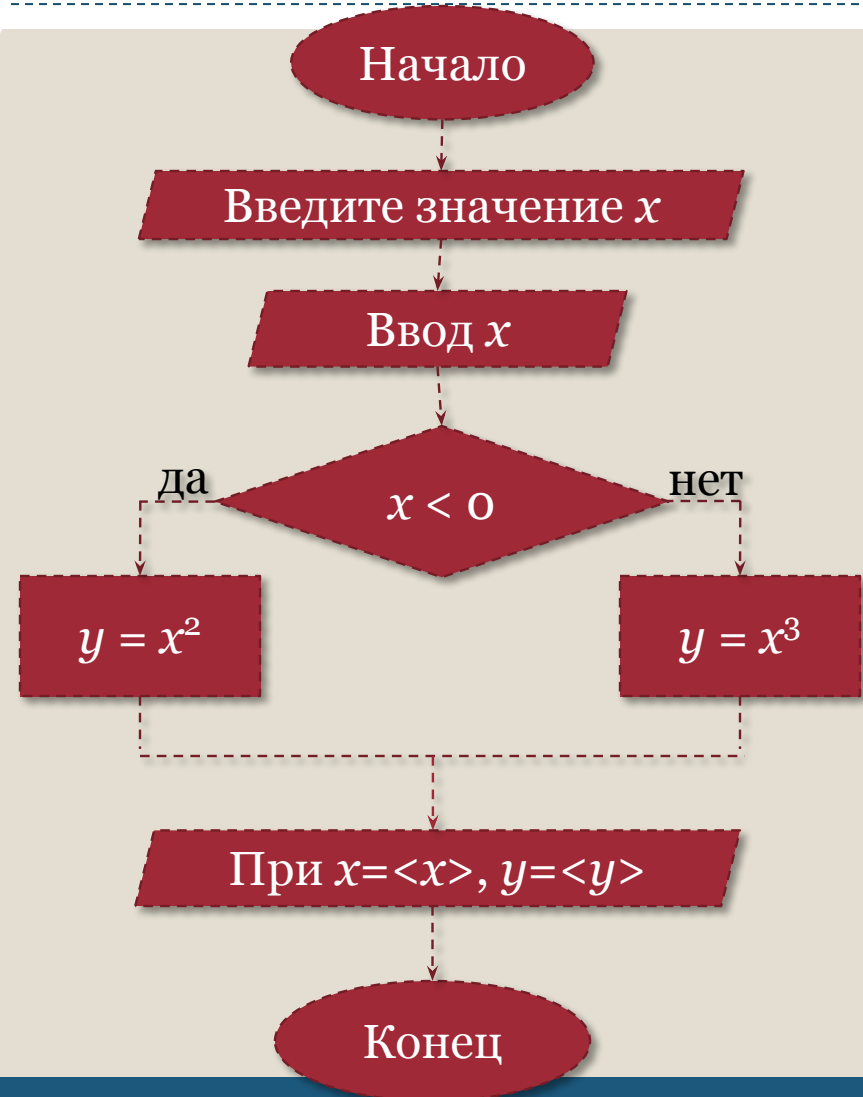 Начало
Введите значение x
Ввод x
да
x < 0
нет
y = x²
y = x³
При x=<x>, y=<y>
Конец